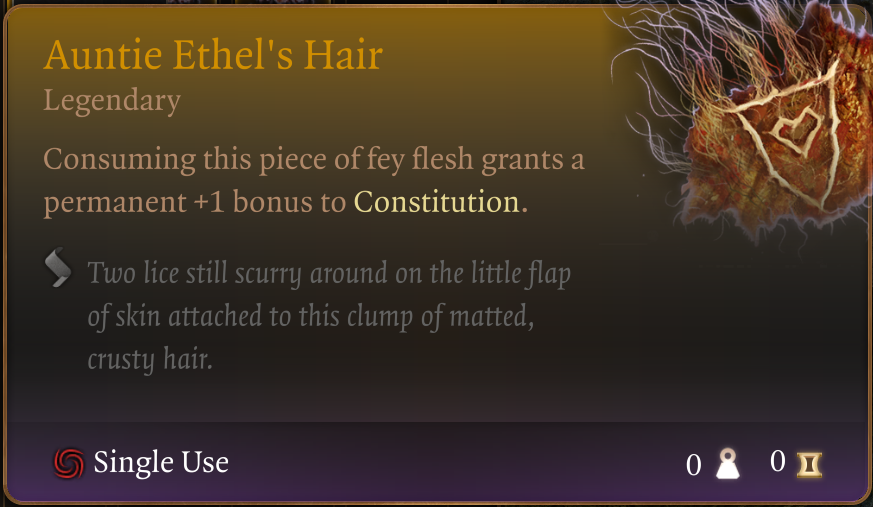 Auntie Ethel's Hair
Legendary
Consuming this piece of fey flesh grants a
permanent +1 bonus to Constitution.
Two lice still scurry around on the little flap
of skin attached to this clump of matted,
crusty hair.
Single Use 0 0